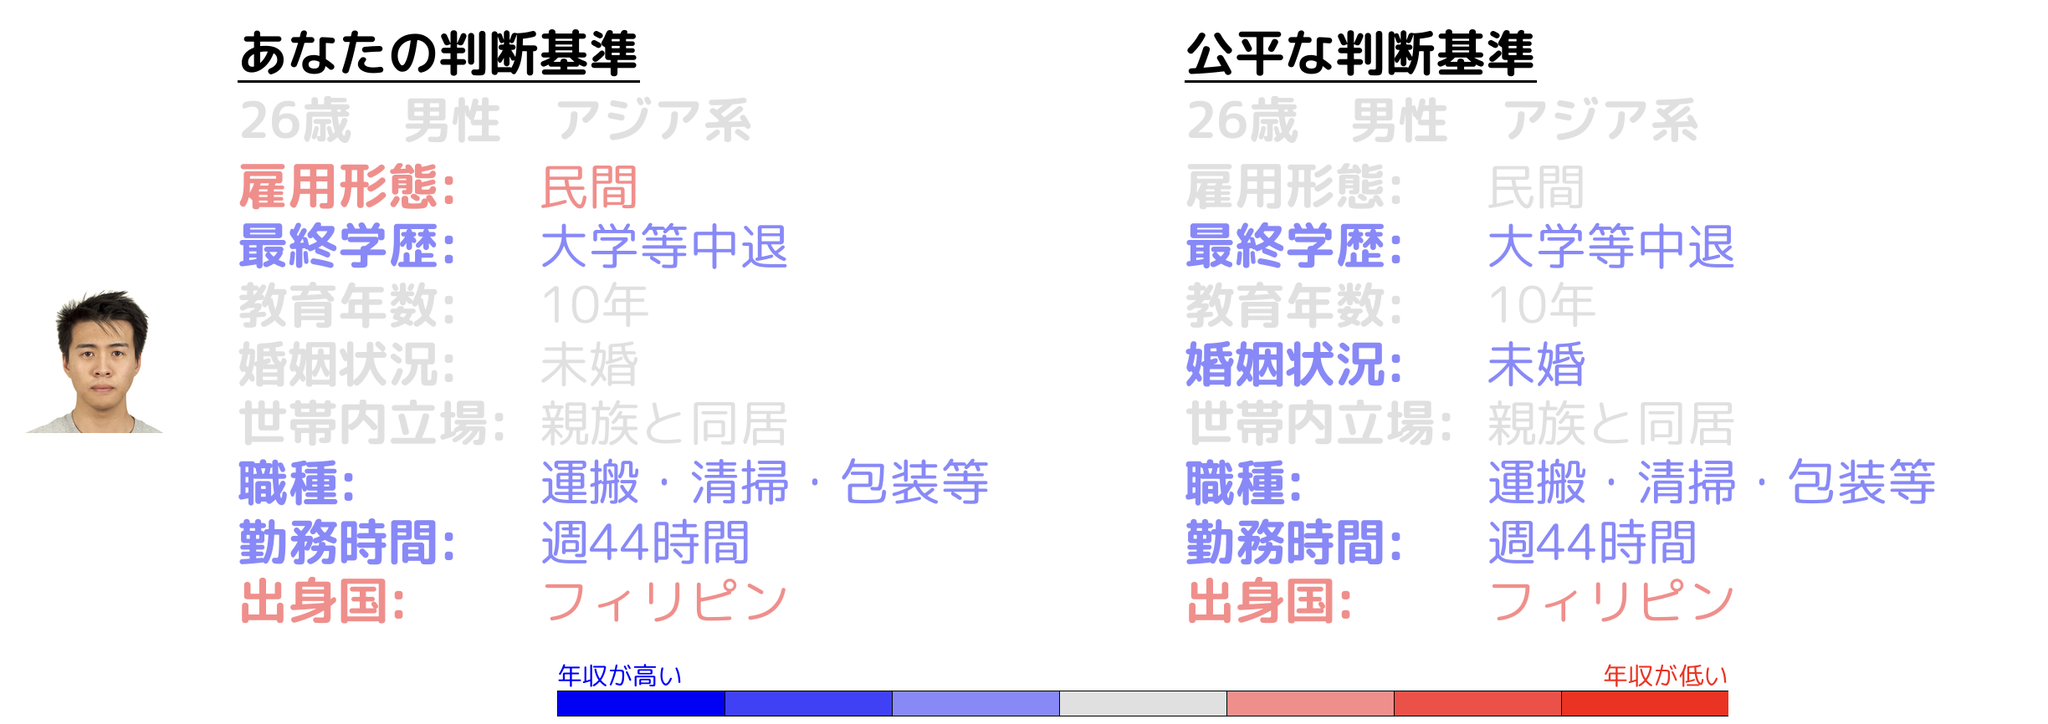 あなたの判断基準
26歳　男性　アジア系
雇用形態: 民間
最終学歴: 大学等中退
教育年数: 10年
婚姻状況: 未婚
世帯内立場: 親族と同居
職種: 運搬・清掃・包装等
勤務時間: 週44時間
出身国: フィリピン
公平な判断基準
26歳　男性　アジア系
雇用形態: 民間
最終学歴: 大学等中退
教育年数: 10年
婚姻状況: 未婚
世帯内立場: 親族と同居
職種: 運搬・清掃・包装等
勤務時間: 週44時間
出身国: フィリピン
年収が高い
年収が低い